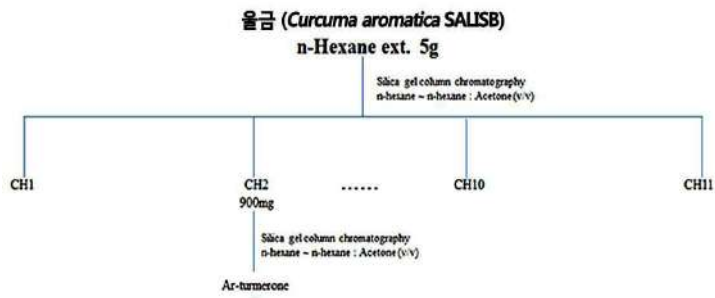 울금 (Curcuma aromatica SALISB)
n-Hexane ext. 5g
Silica gel column chromatography
n-hexane ~ n-hexane : Acetone(v/v)
CH1
CH2
......
CH10
CH11
900mg
Silica gel column chromatography
n-hexane ~ n-hexane : Acetone(v/v)
Ar-turmerone